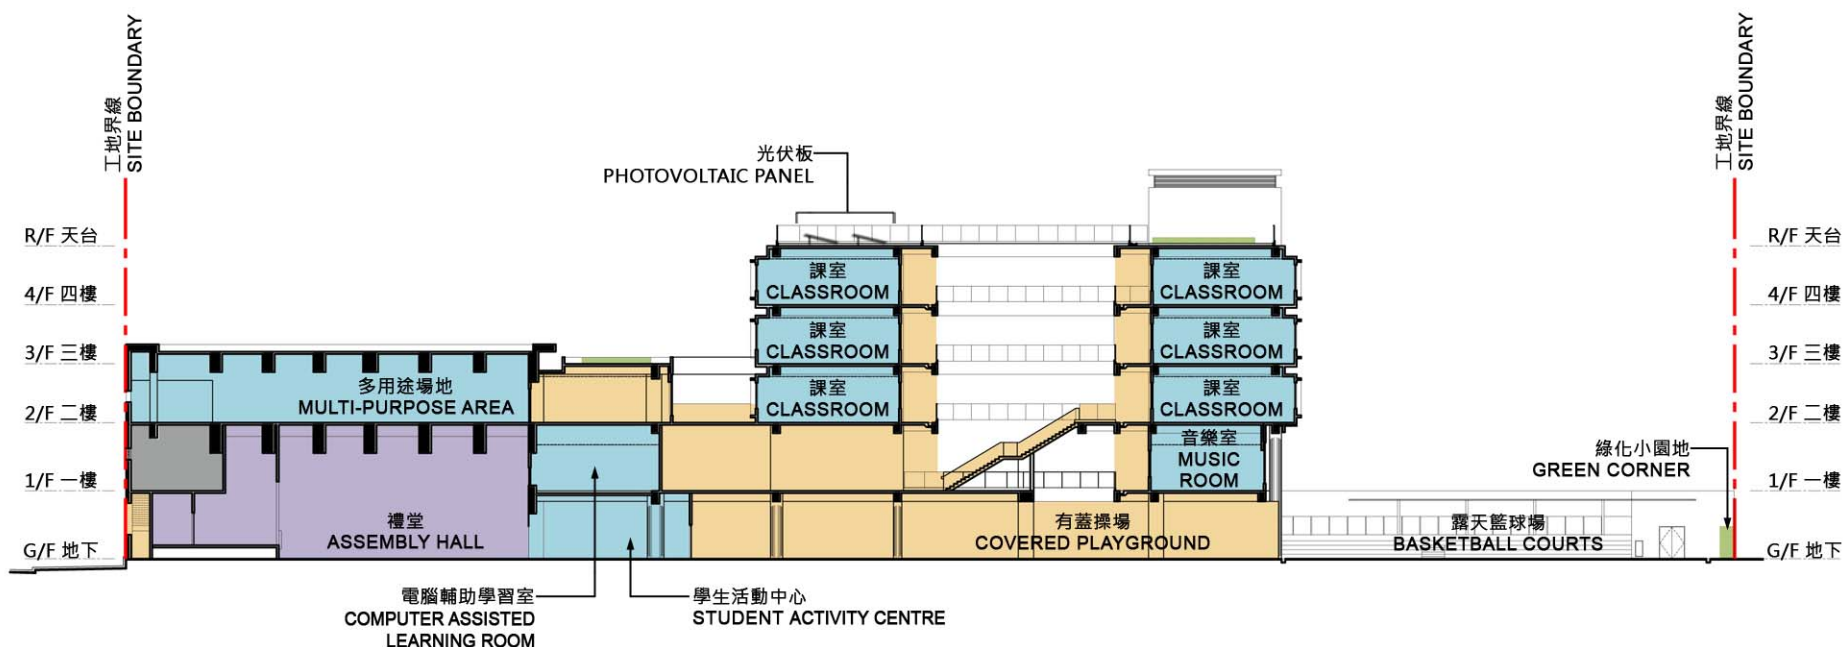 工地界線
SITE BOUNDARY
工地界線
SITE BOUNDARY
光伏板
PHOTOVOLTAIC PANEL
R/F 天台
R/F 天台
課室
CLASSROOM
課室
CLASSROOM
4/F 四樓
4/F 四樓
課室
CLASSROOM
課室
CLASSROOM
3/F 三樓
3/F 三樓
多用途場地
MULTI-PURPOSE AREA
課室
CLASSROOM
課室
CLASSROOM
2/F 二樓
2/F 二樓
音樂室
MUSIC
ROOM
綠化小園地
GREEN CORNER
1/F 一樓
1/F 一樓
禮堂
ASSEMBLY HALL
有蓋操場
COVERED PLAYGROUND
露天籃球場
BASKETBALL COURTS
G/F 地下
G/F 地下
電腦輔助學習室
COMPUTER ASSISTED
LEARNING ROOM
學生活動中心
STUDENT ACTIVITY CENTRE